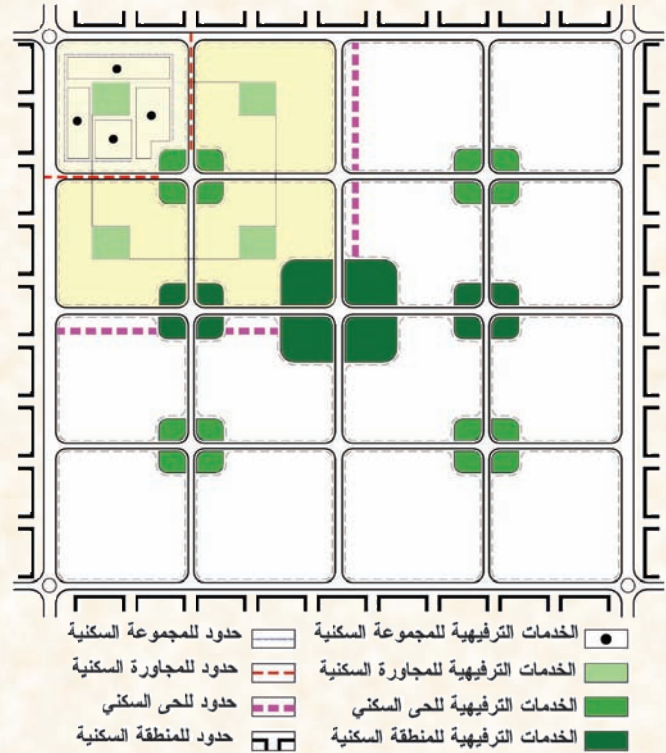 الخدمات الترفيهية للمجموعة السكنية
حدود للمجموعة السكنية
الخدمات الترفيهية للمجاورة السكنية
حدود للمجاورة السكنية
الخدمات الترفيهية للحى السكني
حدود للحى السكني
الخدمات الترفيهية للمنطقة السكنية
حدود للمنطقة السكنية